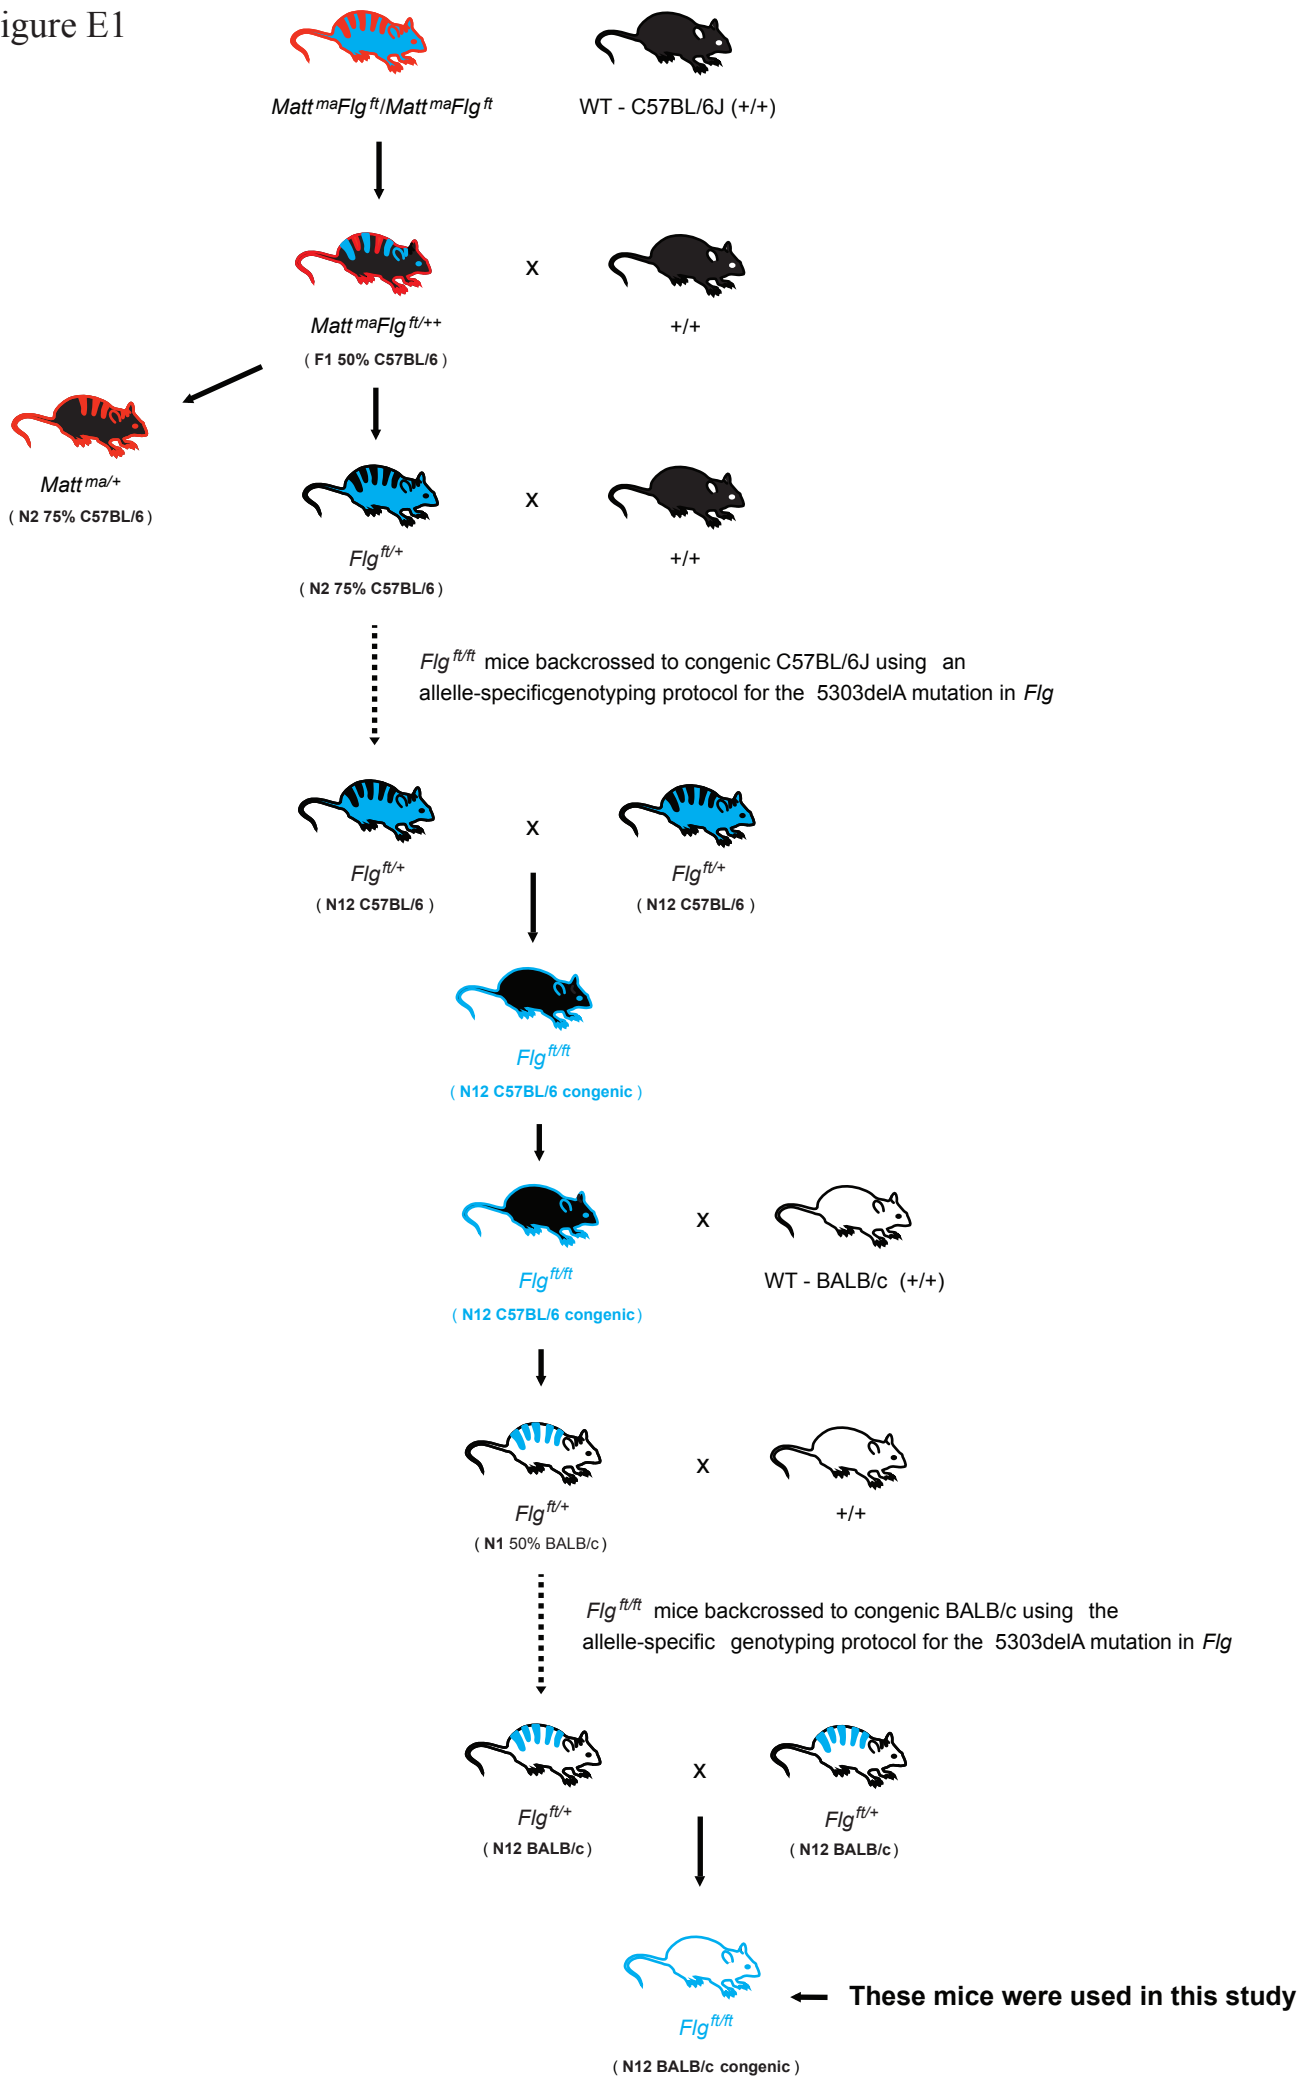 igure E1
Matt ma Flg ft/Matt ma Flg ft
WT - C57BL/6J (+/+)
x
Matt ma Flg ft/++
+/+
( F1 50% C57BL/6 )
Matt ma/+
( N2 75% C57BL/6 )
x
Flg ft/+
+/+
( N2 75% C57BL/6 )
Flg ft/ft mice backcrossed to congenic C57BL/6J using an
allele-specificgenotyping protocol for the 5303delA mutation in Flg
x
Flg ft/+
Flg ft/+
( N12 C57BL/6 )
( N12 C57BL/6 )
Flg ft/ft
( N12 C57BL/6 congenic )
x
Flg ft/ft
WT - BALB/c (+/+)
( N12 C57BL/6 congenic )
x
Flg ft/+
+/+
( N1 50% BALB/c )
Flg ft/ft mice backcrossed to congenic BALB/c using the
allele-specific genotyping protocol for the 5303delA mutation in Flg
x
Flg ft/+
Flg ft/+
( N12 BALB/c )
( N12 BALB/c )
These mice were used in this study
Flg ft/ft
( N12 BALB/c congenic )